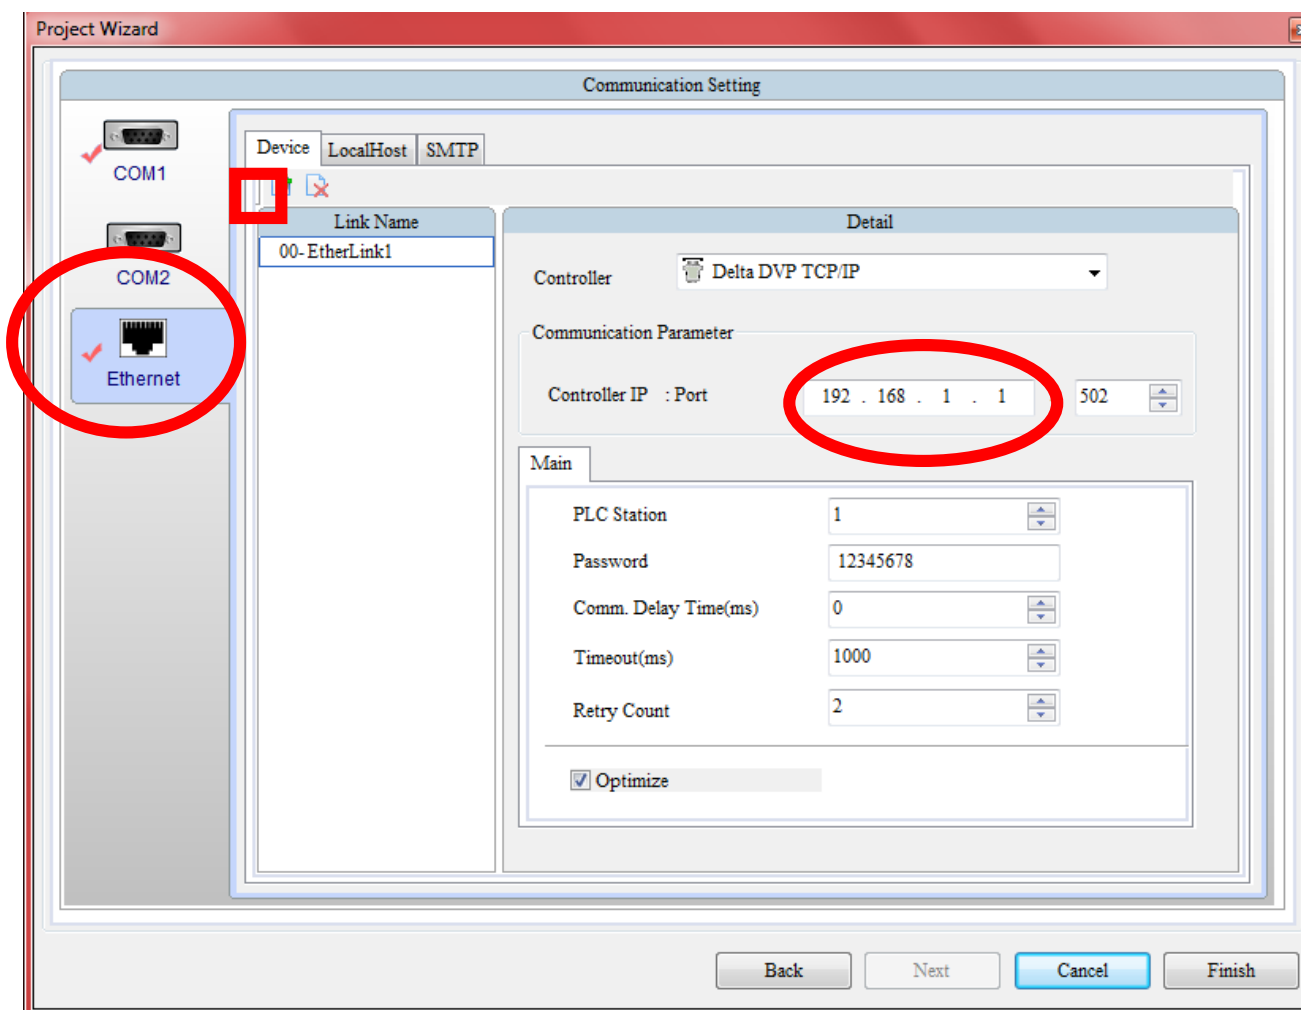 Project Wizard
Communication Setting
COM1
COM2
Ethernet
Device LocalHost SMTP
Link Name
00-EtherLink1
Detail
Controller Delta DVP TCP/IP
Communication Parameter
Controller IP : Port 192 . 168 . 1 . 1 502
Main
PLC Station 1
Password 12345678
Comm. Delay Time(ms) 0
Timeout(ms) 1000
Retry Count 2
Optimize
Back Next Cancel Finish